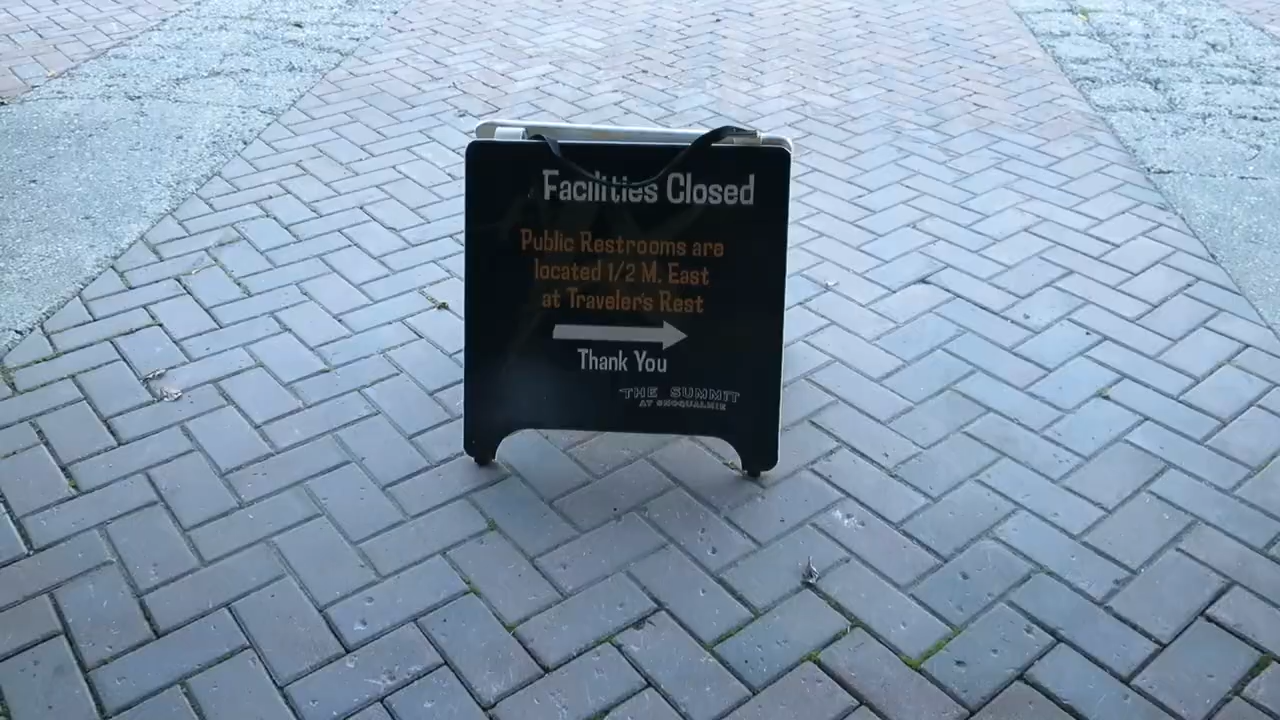 Facilities Closed
Public Restrooms are
located 1/2 M. East
at Traveler's Rest
Thank You
THE SUMMIT
AT SNOQUALMIE